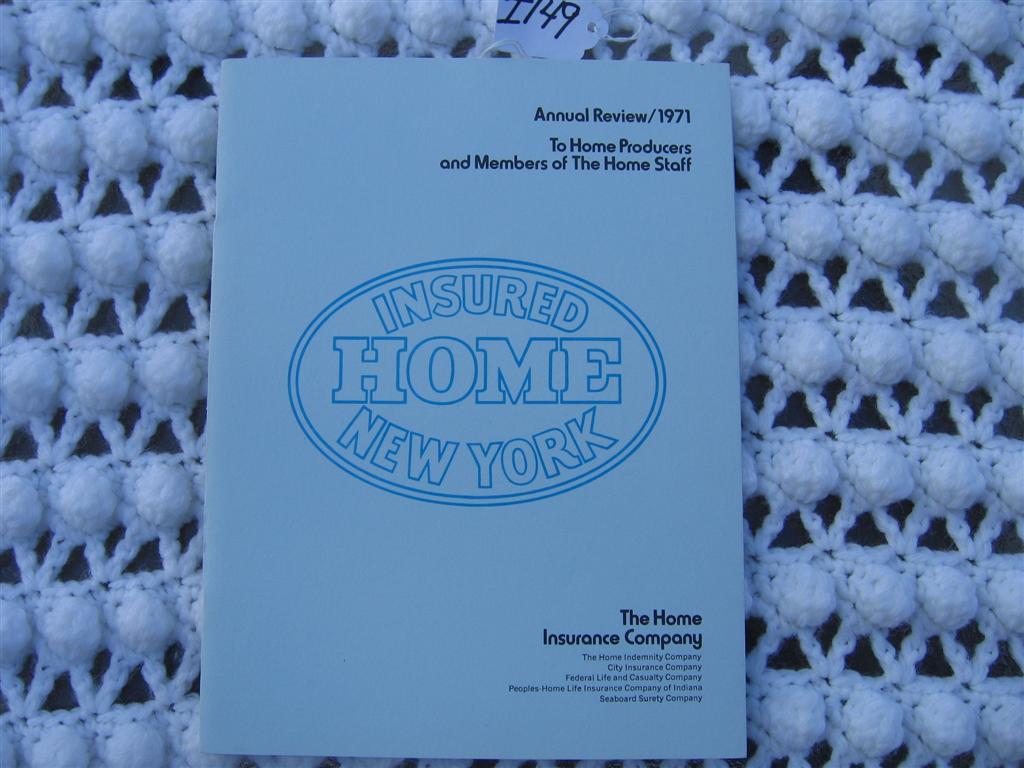 I149
Annual Review/1971
To Home Producers
and Members of The Home Staff
INSURED
HOME
NEW YORK
The Home
Insurance Company
The Home Indemnity Company
City Insurance Company
Federal Life and Casualty Company
Peoples-Home Life Insurance Company of Indiana
Seaboard Surety Company